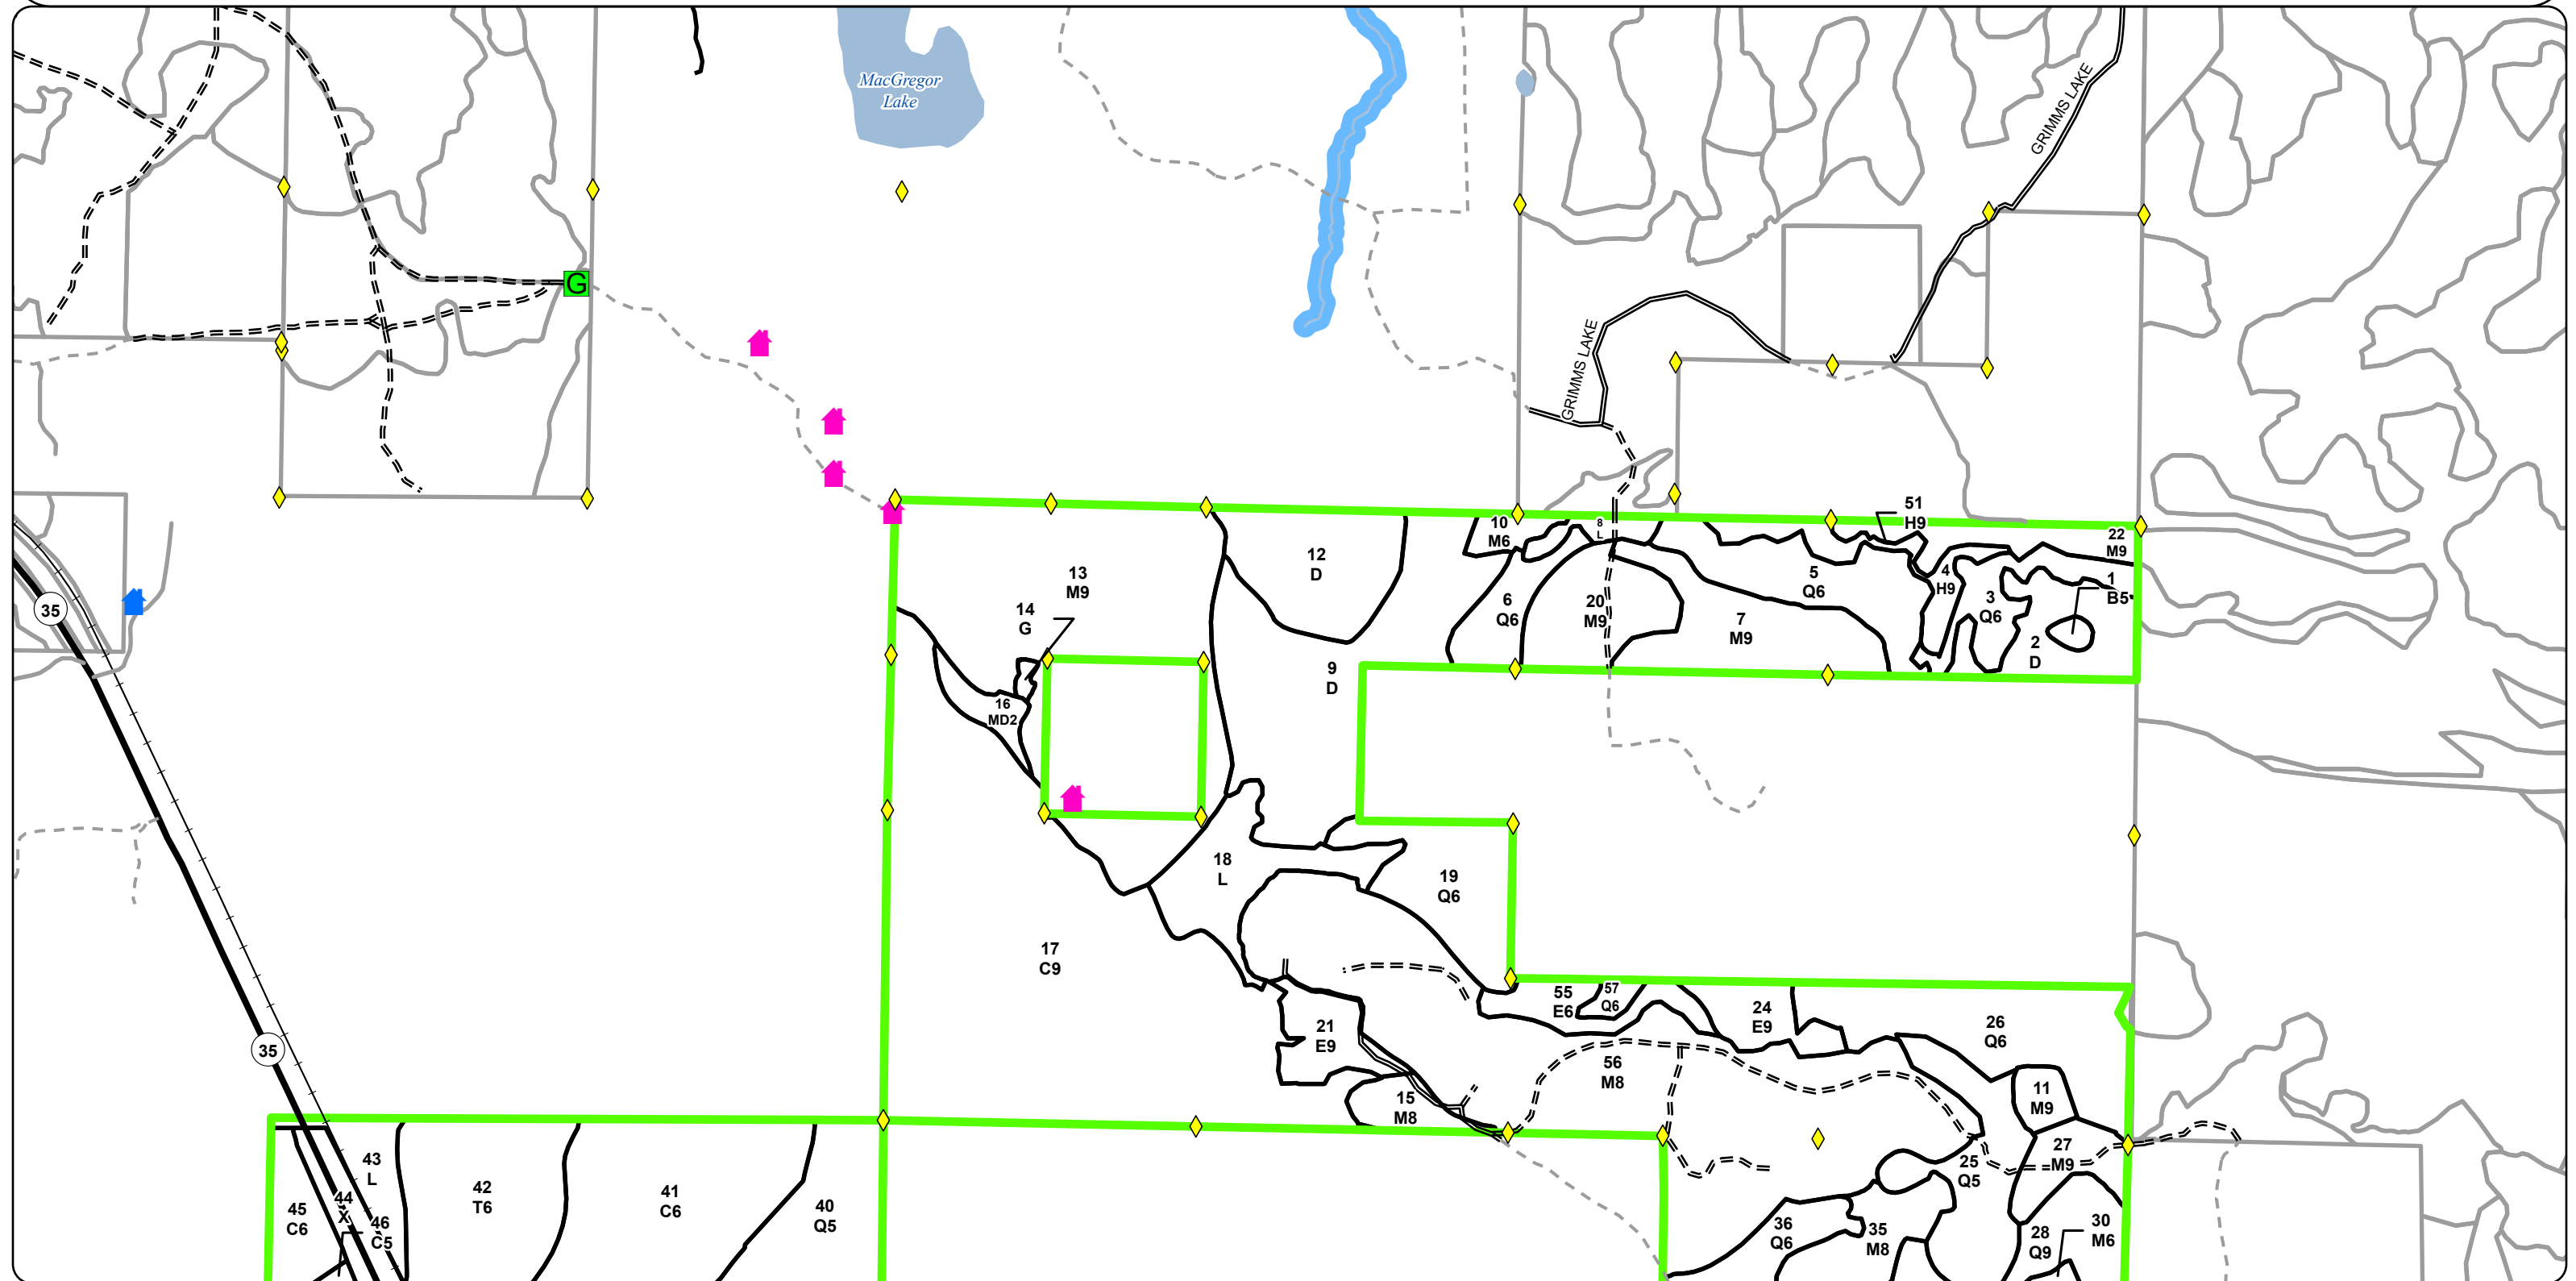 MacGregor
Lake
GRIMMS LAKE
G
GRIMMS LAKE
51
H9
10
M6
8
L
22
M9
12
D
13
M9
5
Q6
4
H9
1
B5
14
G
6
Q6
20
M9
3
Q6
35
7
M9
2
D
9
D
16
MD2
18
L
19
Q6
17
C9
55
E6
57
Q6
24
E9
21
E9
26
Q6
35
56
M8
15
M8
11
M9
27
M9
43
L
25
Q5
42
T6
41
C6
44
X
45
C6
40
Q5
46
C5
36
Q6
35
M8
28
Q9
30
M6